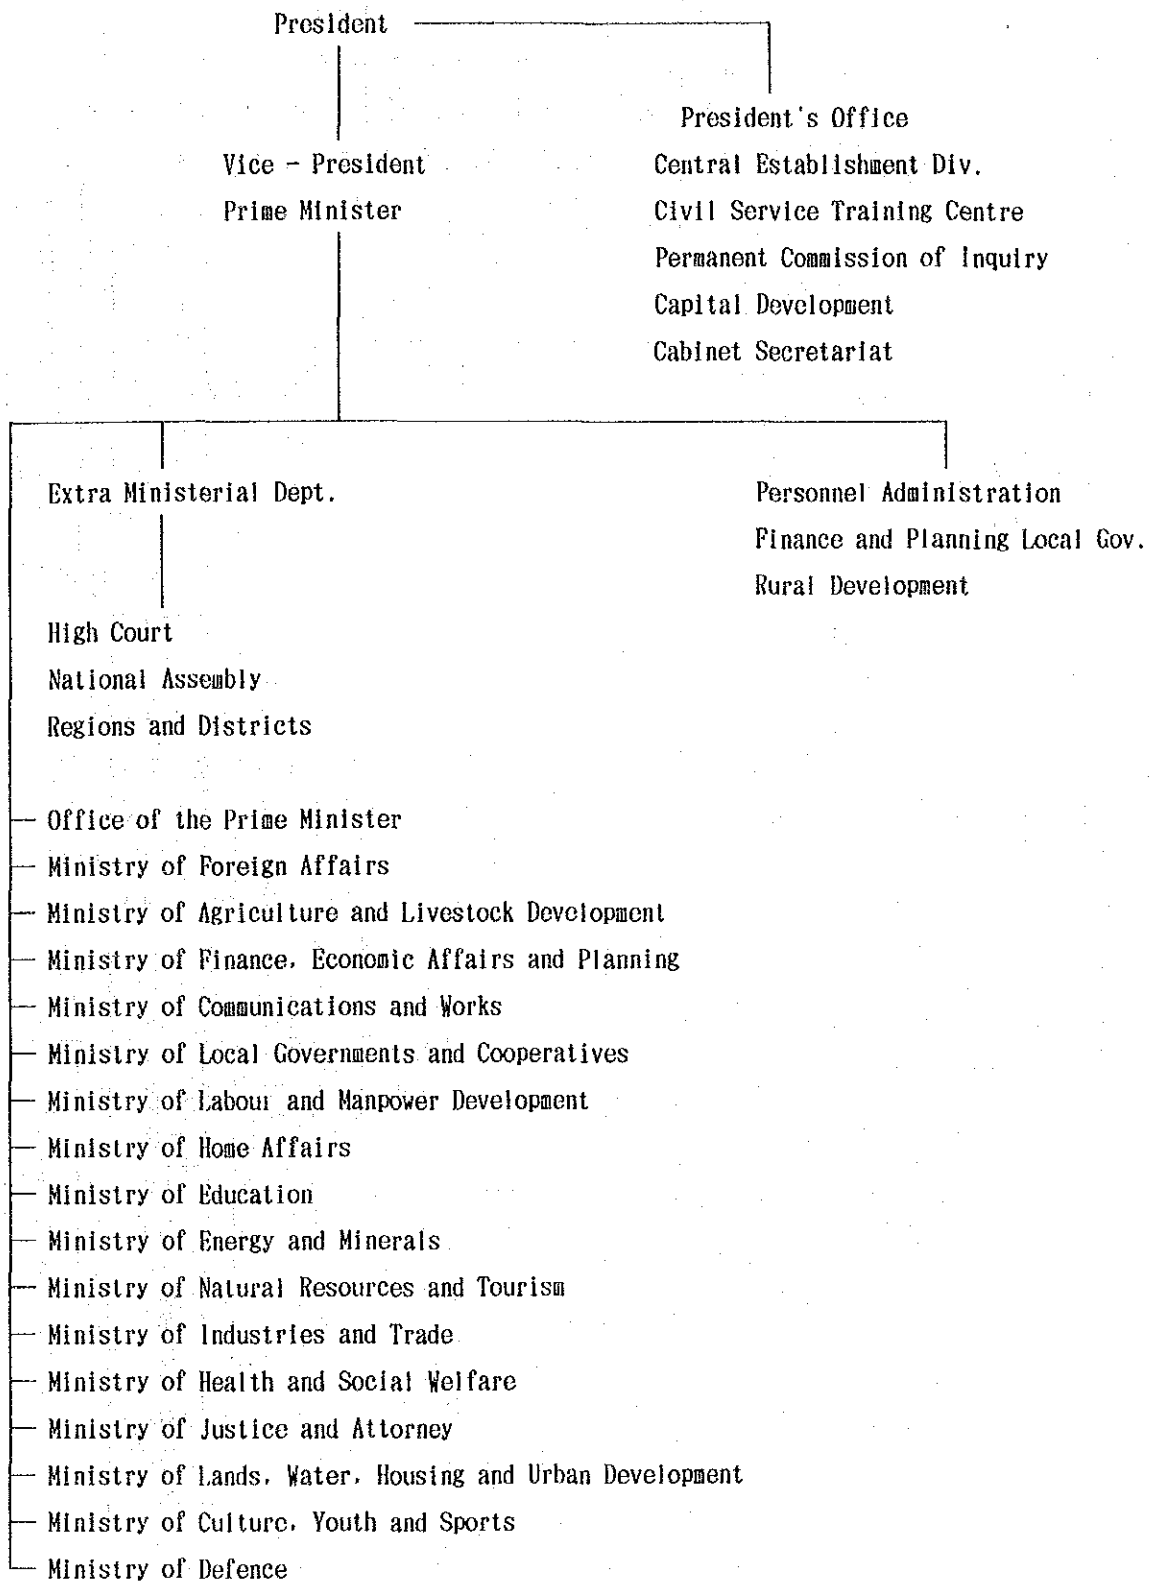 President
President's Office
Vice - President
Central Establishment Div.
Prime Minister
Civil Service Training Centre
Permanent Commission of Inquiry
Capital Development
Cabinet Secretariat
Extra Ministerial Dept.
Personnel Administration
Finance and Planning Local Gov.
Rural Development
High Court
National Assembly
Regions and Districts
Office of the Prime Minister
Ministry of Foreign Affairs
Ministry of Agriculture and Livestock Development
Ministry of Finance, Economic Affairs and Planning
Ministry of Communications and Works
Ministry of Local Governments and Cooperatives
Ministry of Labour and Manpower Development
Ministry of Home Affairs
Ministry of Education
Ministry of Energy and Minerals
Ministry of Natural Resources and Tourism
Ministry of Industries and Trade
Ministry of Health and Social Welfare
Ministry of Justice and Attorney
Ministry of Lands, Water, Housing and Urban Development
Ministry of Culture, Youth and Sports
Ministry of Defence